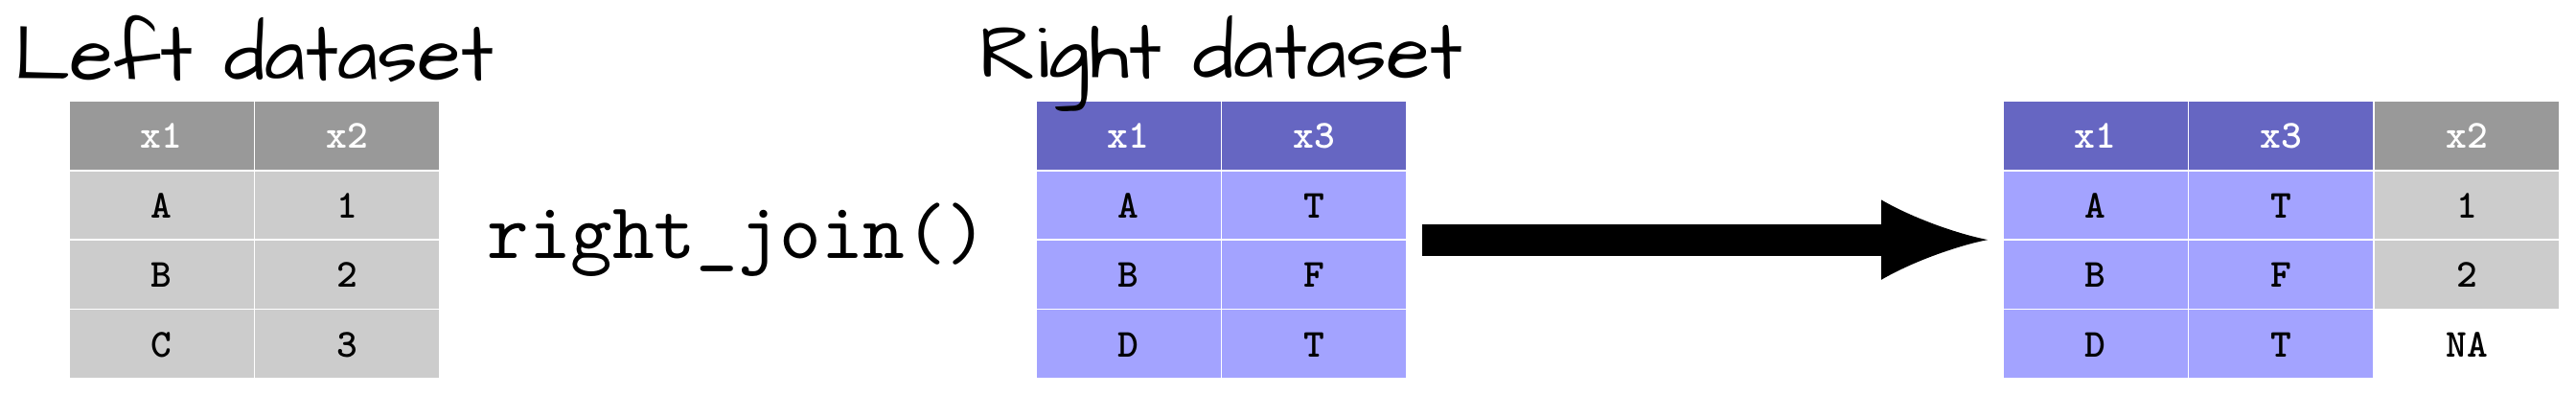 Left dataset
x1 x2
A 1
B 2
C 3
right_join()
Right dataset
x1 x3
A T
B F
D T
x1 x3 x2
A T 1
B F 2
D T NA